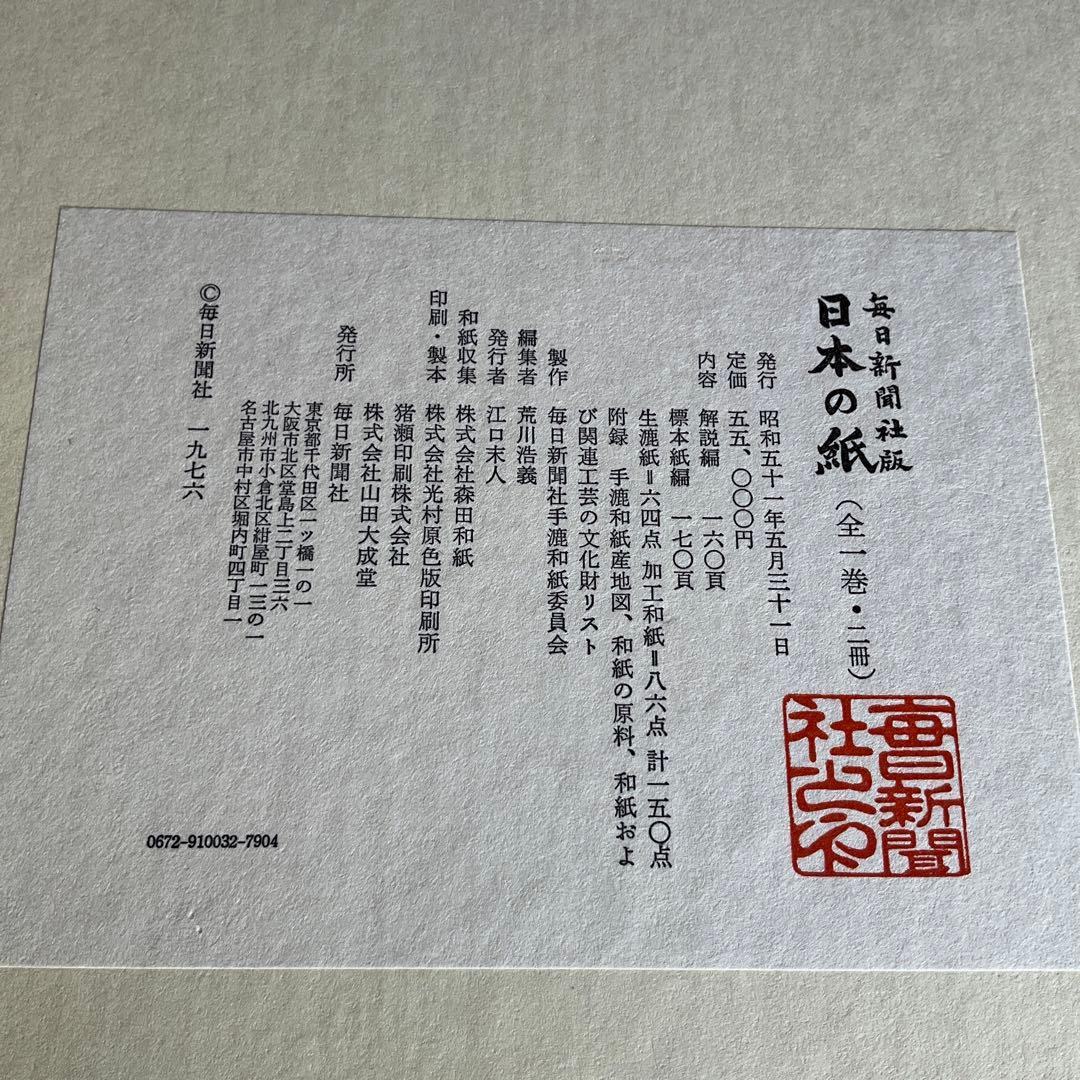 毎日新聞社版
日本の紙（全一巻・二冊）
発行　昭和五十一年五月三十一日
定価　五五、〇〇〇円
内容　解説編　一六〇頁
標本紙編　一七〇頁
生漉紙＝六四点　加工和紙＝八六点　計一五〇点
附録　手漉和紙産地図、和紙の原料、和紙およ
び関連工芸の文化財リスト
製作　毎日新聞社手漉和紙委員会
編集者　荒川浩義
発行者　江口末人
和紙収集　株式会社森田和紙
印刷・製本　株式会社光村原色版印刷所
猪瀬印刷株式会社
株式会社山田大成堂
発行所　毎日新聞社
東京都千代田区一ッ橋一の一
大阪市北区堂島上二丁目三六
北九州市小倉北区紺屋町一三の一
名古屋市中村区堀内町四丁目一
©毎日新聞社　一九七六
毎日新聞
社之印
0672-910032-7904